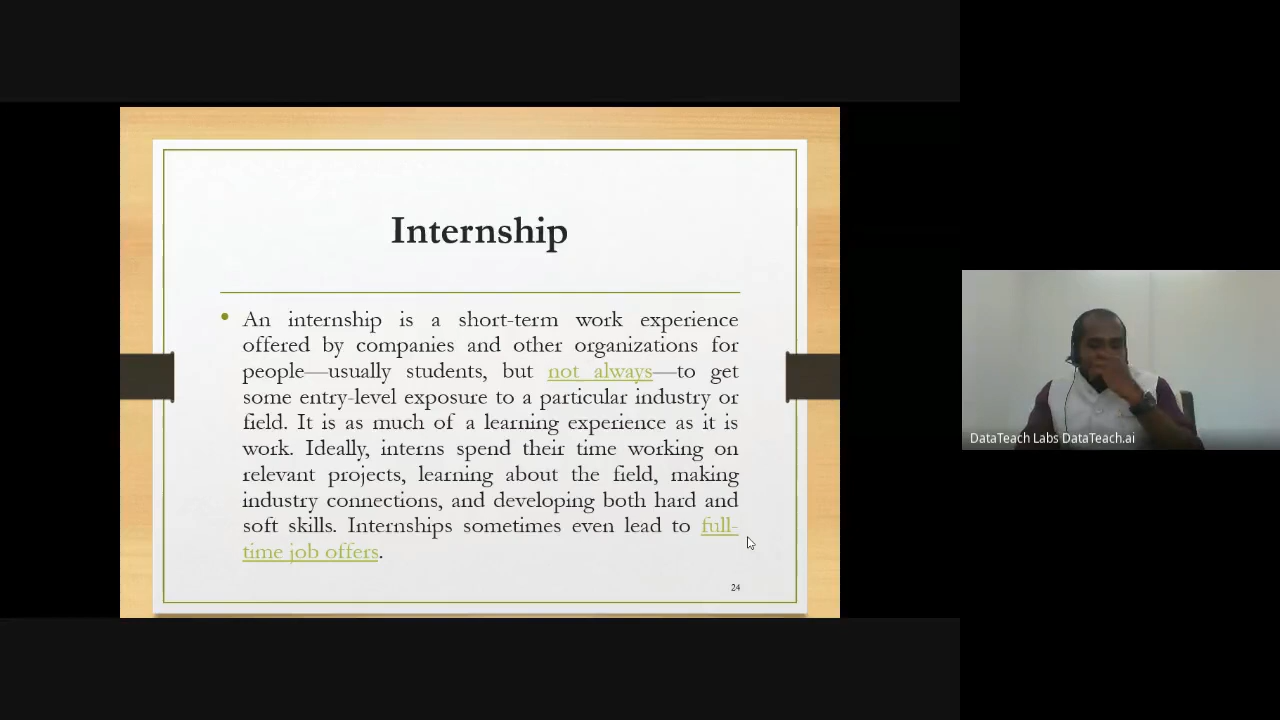 Internship
• An internship is a short-term work experience
offered by companies and other organizations for
people—usually students, but not always—to get
some entry-level exposure to a particular industry or
field. It is as much of a learning experience as it is
work. Ideally, interns spend their time working on
relevant projects, learning about the field, making
industry connections, and developing both hard and
soft skills. Internships sometimes even lead to full-
time job offers.
24
DataTeach Labs DataTeach.ai